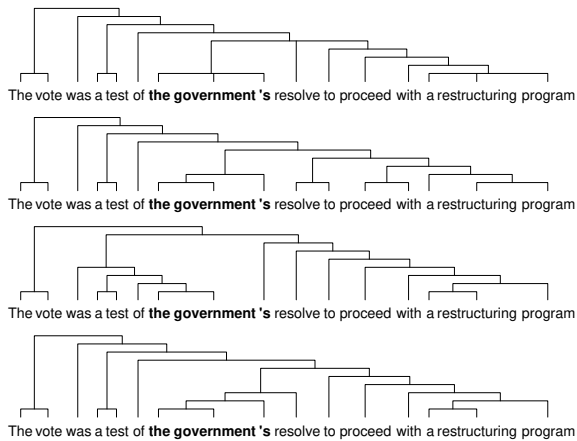 The vote was a test of the government 's resolve to proceed with a restructuring program
The vote was a test of the government 's resolve to proceed with a restructuring program
The vote was a test of the government 's resolve to proceed with a restructuring program
The vote was a test of the government 's resolve to proceed with a restructuring program